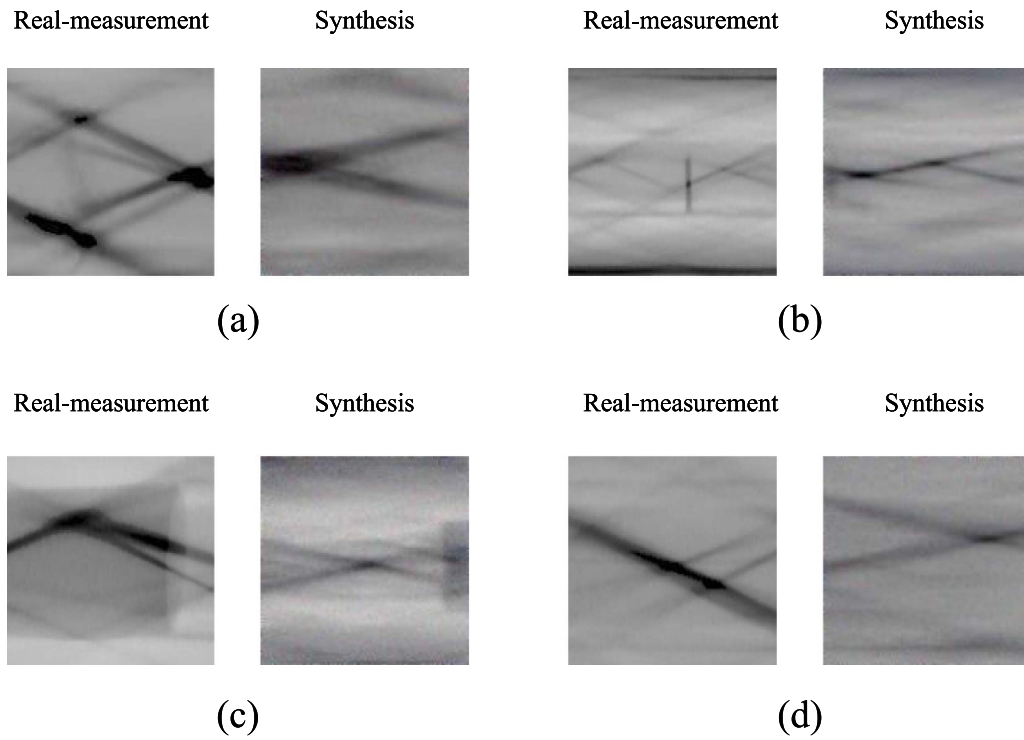 Real-measurement Synthesis Real-measurement Synthesis
(a) (b)
Real-measurement Synthesis Real-measurement Synthesis
(c) (d)